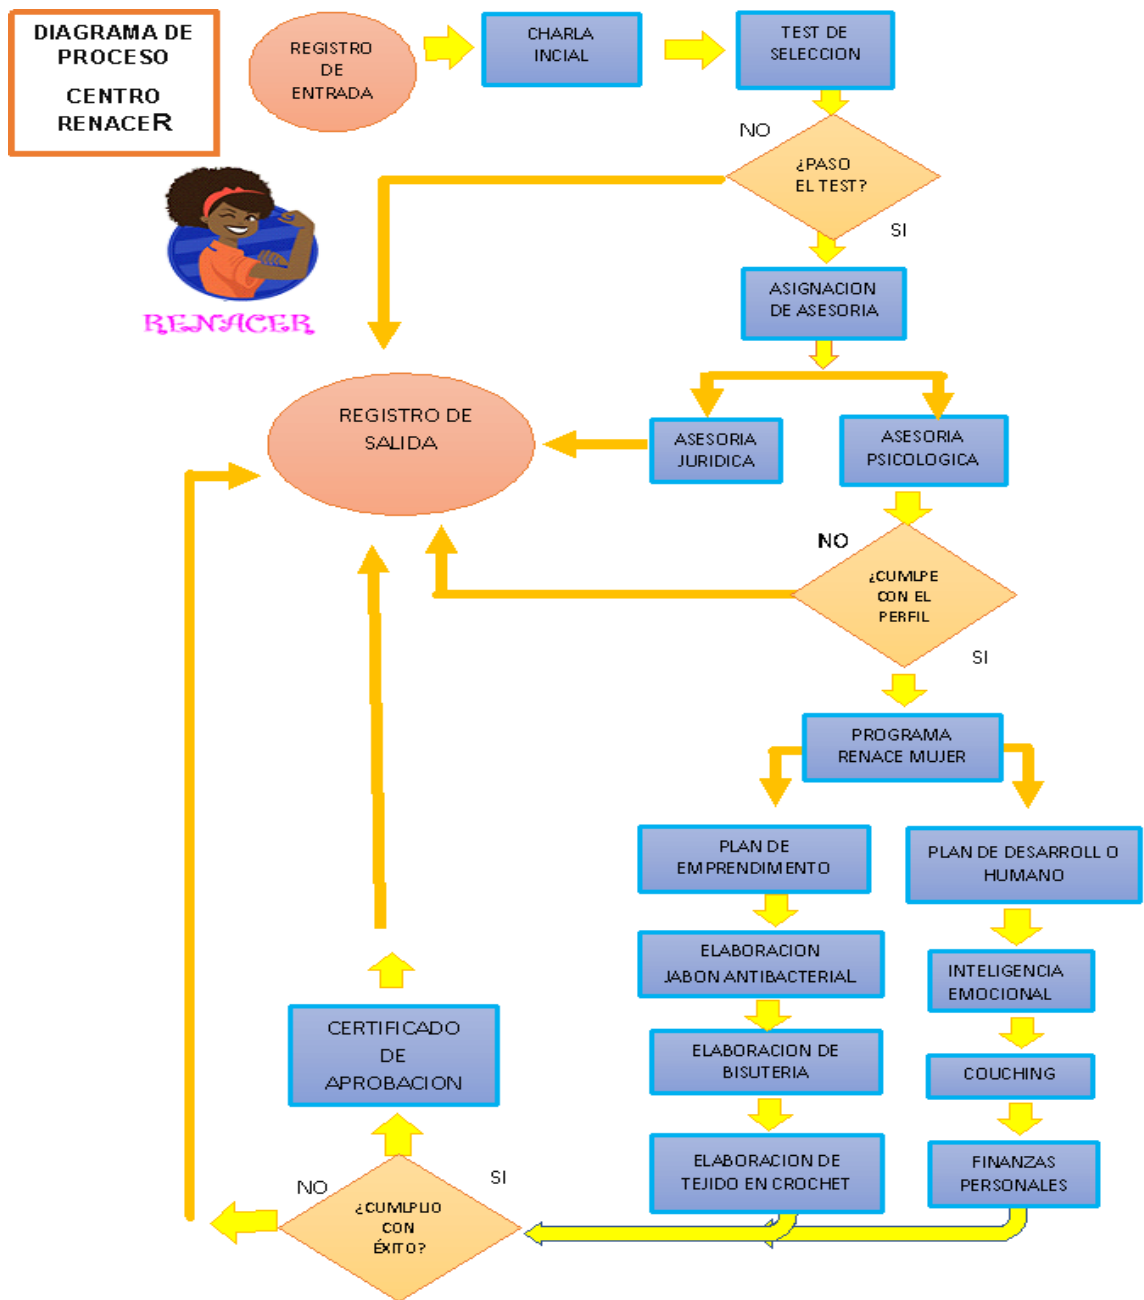 DIAGRAMA DE
PROCESO
CENTRO
RENACER
REGISTRO
DE
ENTRADA
CHARLA
INCIAL
TEST DE
SELECCION
NO
¿PASO
EL TEST?
SI
RENACER
ASIGNACION
DE ASESORIA
REGISTRO DE
SALIDA
ASESORIA
JURIDICA
ASESORIA
PSICOLOGICA
NO
¿CUMLPE
CON EL
PERFIL
SI
PROGRAMA
RENACE MUJER
PLAN DE
EMPRENDIMENTO
PLAN DE DESARROLLO
HUMANO
ELABORACION
JABON ANTIBACTERIAL
INTELIGENCIA
EMOCIONAL
CERTIFICADO
DE
APROBACION
ELABORACION DE
BISUTERIA
COUCHING
ELABORACION DE
TEJIDO EN CROCHET
FINANZAS
PERSONALES
NO
SI
¿CUMLPLIO
CON
ÉXITO?